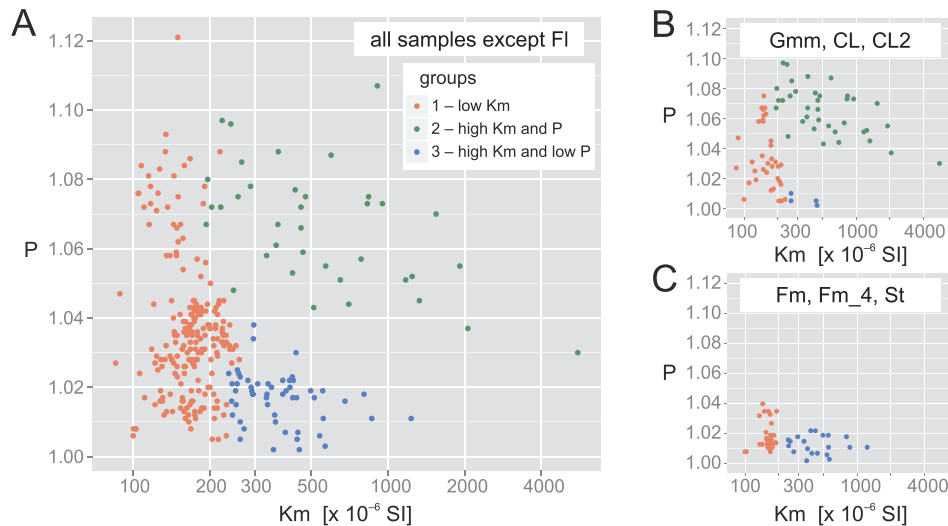 A
all samples except Fl
groups
1 – low Km
2 – high Km and P
3 – high Km and low P
1.12
1.10
1.08
1.06
1.04
1.02
1.00
P
100 200 300 500 1000 2000 4000
Km [x 10⁻⁶ SI]
B
Gmm, CL, CL2
1.12
1.10
1.08
1.06
1.04
1.02
1.00
P
100 300 1000 4000
Km [x 10⁻⁶ SI]
C
Fm, Fm_4, St
1.12
1.10
1.08
1.06
1.04
1.02
1.00
P
100 300 1000 4000
Km [x 10⁻⁶ SI]